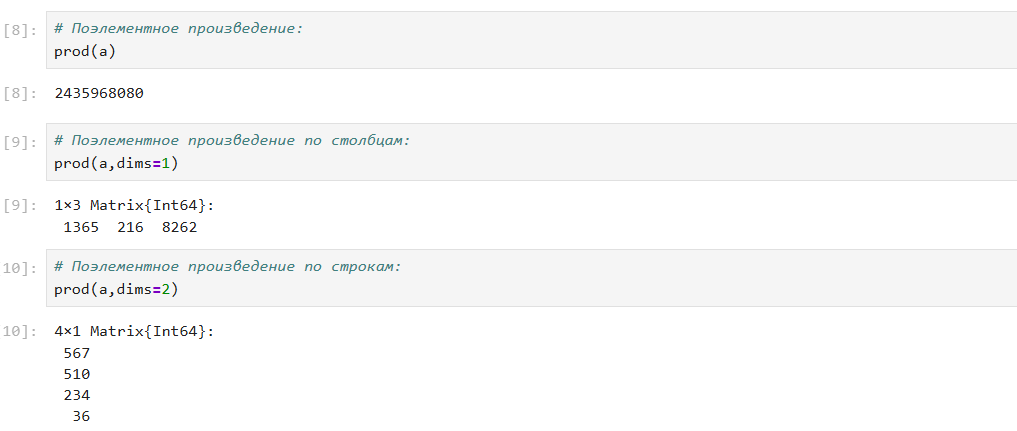 [8]: # Поэлементное произведение:
prod(a)
[8]: 2435968080
[9]: # Поэлементное произведение по столбцам:
prod(a,dims=1)
[9]: 1×3 Matrix{Int64}:
1365 216 8262
10]: # Поэлементное произведение по строкам:
prod(a,dims=2)
10]: 4×1 Matrix{Int64}:
567
510
234
36